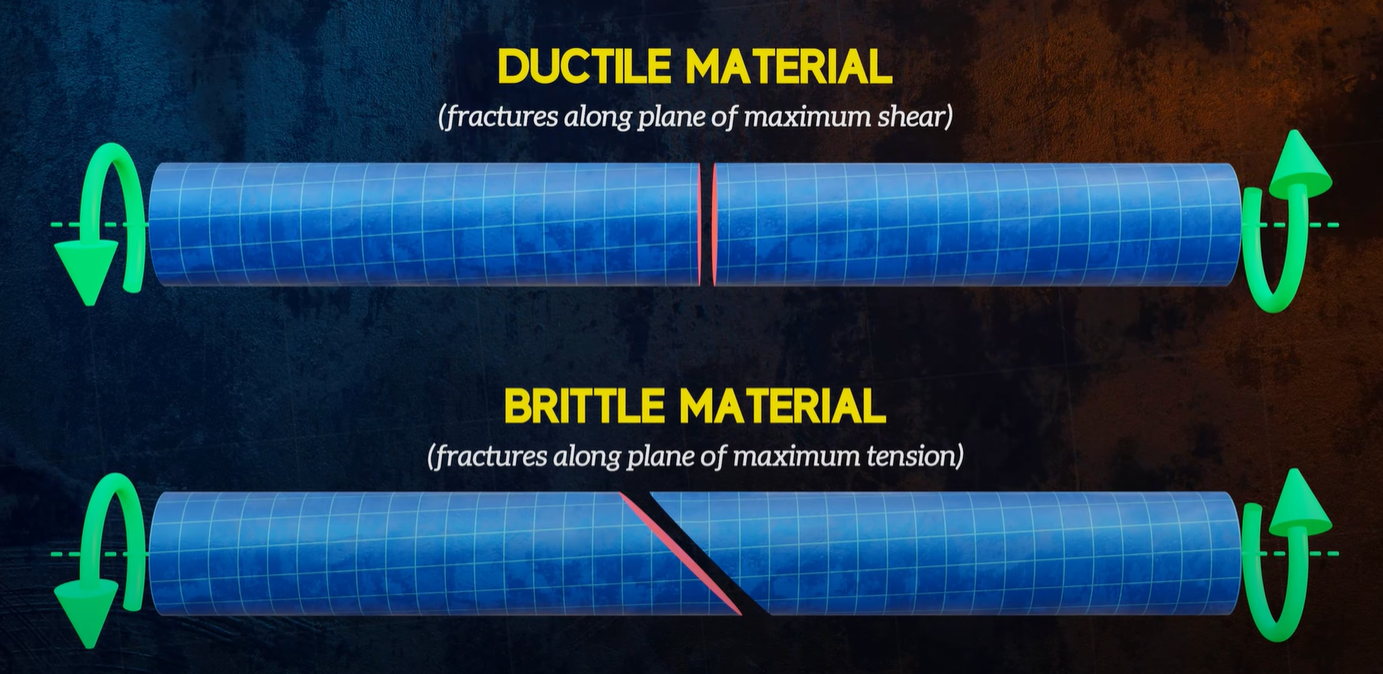 DUCTILE MATERIAL
(fractures along plane of maximum shear)
BRITTLE MATERIAL
(fractures along plane of maximum tension)